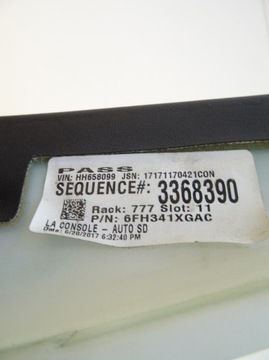 PASS
VIN: HH658099 JSN: 17171170421CON
SEQUENCE#: 3368390
Rack: 777 Slot: 11
P/N: 6FH341XGAC
LA CONSOLE - AUTO SD
Date: 6/20/2017 6:32:40 PM